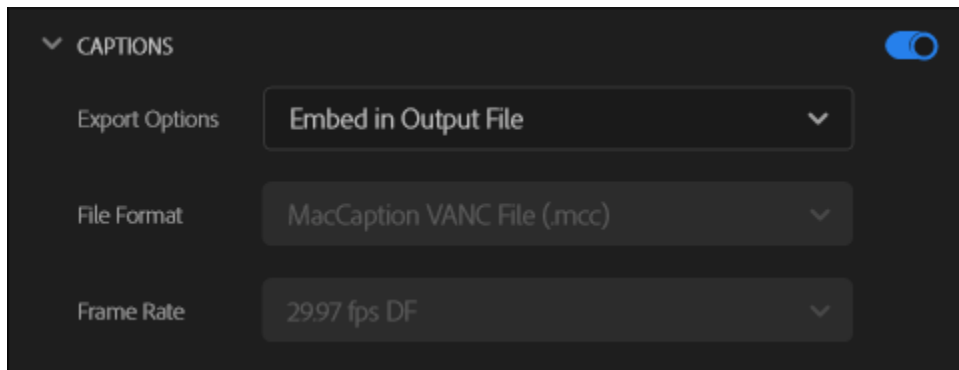 CAPTIONS
Export Options Embed in Output File
File Format MacCaption VANC File (.mcc)
Frame Rate 29.97 fps DF